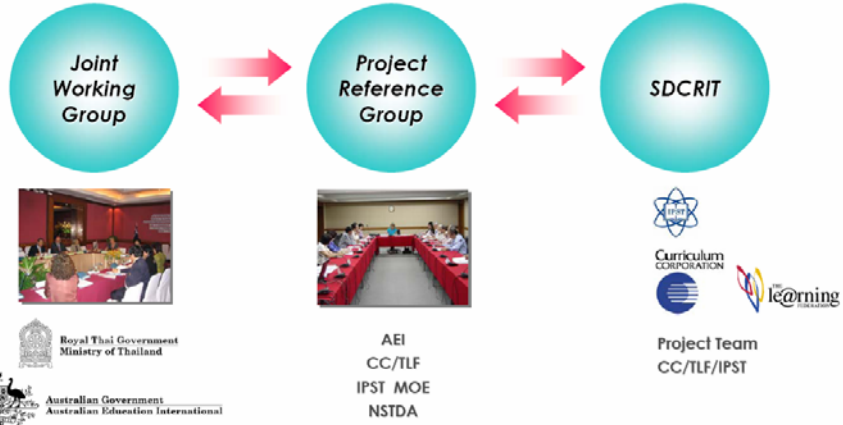 Joint
Working
Group
Project
Reference
Group
SDCRIT
IPST
Curriculum
CORPORATION
THE
le@rning
FEDERATION
Royal Thai Government
Ministry of Thailand
Australian Government
Australian Education International
AEI
CC/TLF
IPST MOE
NSTDA
Project Team
CC/TLF/IPST